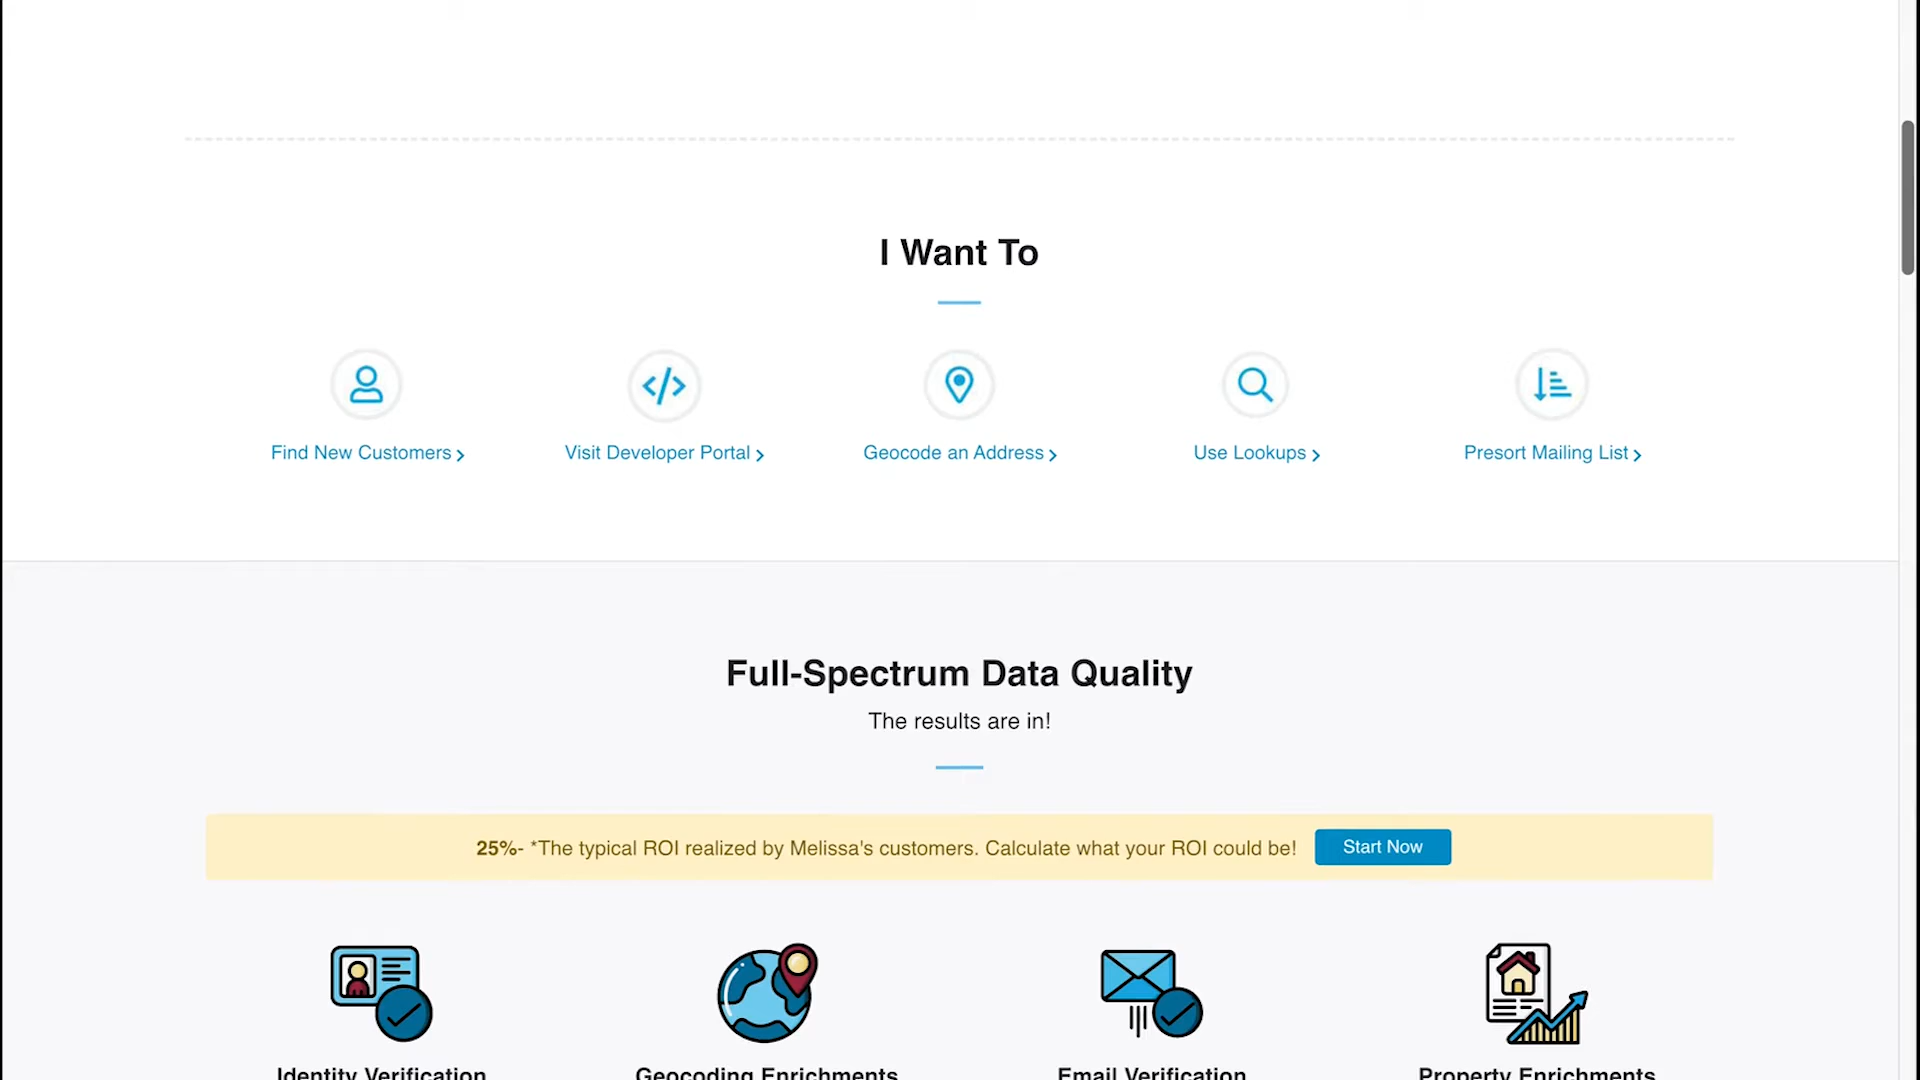 I Want To
Find New Customers
Visit Developer Portal
Geocode an Address
Use Lookups
Presort Mailing List
Full-Spectrum Data Quality
The results are in!
25%- *The typical ROI realized by Melissa's customers. Calculate what your ROI could be!
Start Now
Identity Verification
Geocoding Enrichments
Email Verification
Property Enrichments